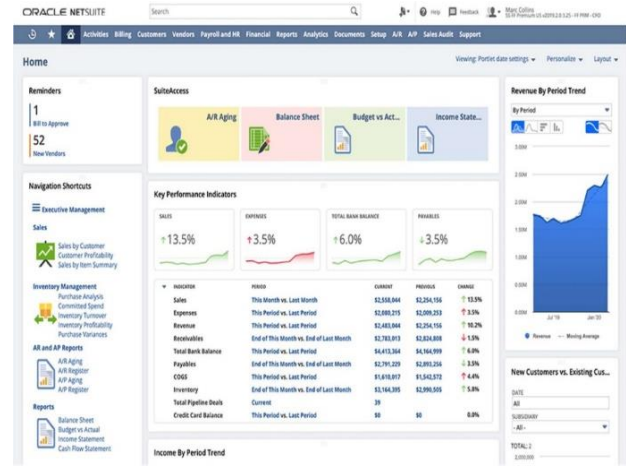 ORACLE NETSUITE
Search
Help
Feedback
Marc Collins
Activities Billing Customers Vendors Payroll and HR Financial Reports Analytics Documents Setup A/R A/P Sales Audit Support
Home
Viewing: Portlet date settings
Personalize
Layout
Reminders
1
Bill to Approve
52
New Vendors
Navigation Shortcuts
Executive Management
Sales
Sales by Customer
Customer Profitability
Sales by Item Summary
Inventory Management
Purchase Analysis
Committed Spend
Inventory Turnover
Inventory Profitability
Purchase Variances
AR and AP Reports
A/R Aging
A/R Register
A/P Aging
A/P Register
Reports
Balance Sheet
Budget vs Actual
Income Statement
Cash Flow Statement
SuiteAccess
A/R Aging
Balance Sheet
Budget vs Act...
Income State...
Key Performance Indicators
SALES
13.5%
EXPENSES
3.5%
TOTAL BANK BALANCE
6.0%
PAYABLES
3.5%
INDICATOR PERIOD CURRENT PREVIOUS CHANGE
Sales This Month vs. Last Month $2,558,044 $2,254,156 13.5%
Expenses This Period vs. Last Period $2,080,215 $2,009,253 3.5%
Revenue This Period vs. Last Period $2,483,044 $2,254,156 10.2%
Receivables End of This Month vs. End of Last Month $2,783,013 1.5%
Total Bank Balance This Period vs. Last Period $4,413,364 $4,164,999 6.0%
Payables End of This Month vs. End of Last Month $2,791,229 $2,893,256 3.5%
COGS This Period vs. Last Period $1,610,017 $1,542,572 4.4%
Inventory End of This Month vs. End of Last Month $3,164,395 $2,990,505 5.8%
Total Pipeline Deals Current 39
Credit Card Balance This Period vs. Last Period $0 $0 0.0%
Income By Period Trend
Revenue By Period Trend
By Period
3.00M
2.00M
1.00M
0.00M
Jul '18
Jan '20
Revenue
Moving Average
New Customers vs. Existing Cus...
DATE
All
SUBSIDIARY
- All -
TOTAL: 2